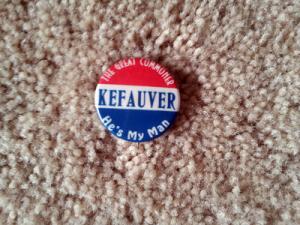 THE GREAT COMMONER
KEFAUVER
He's My Man